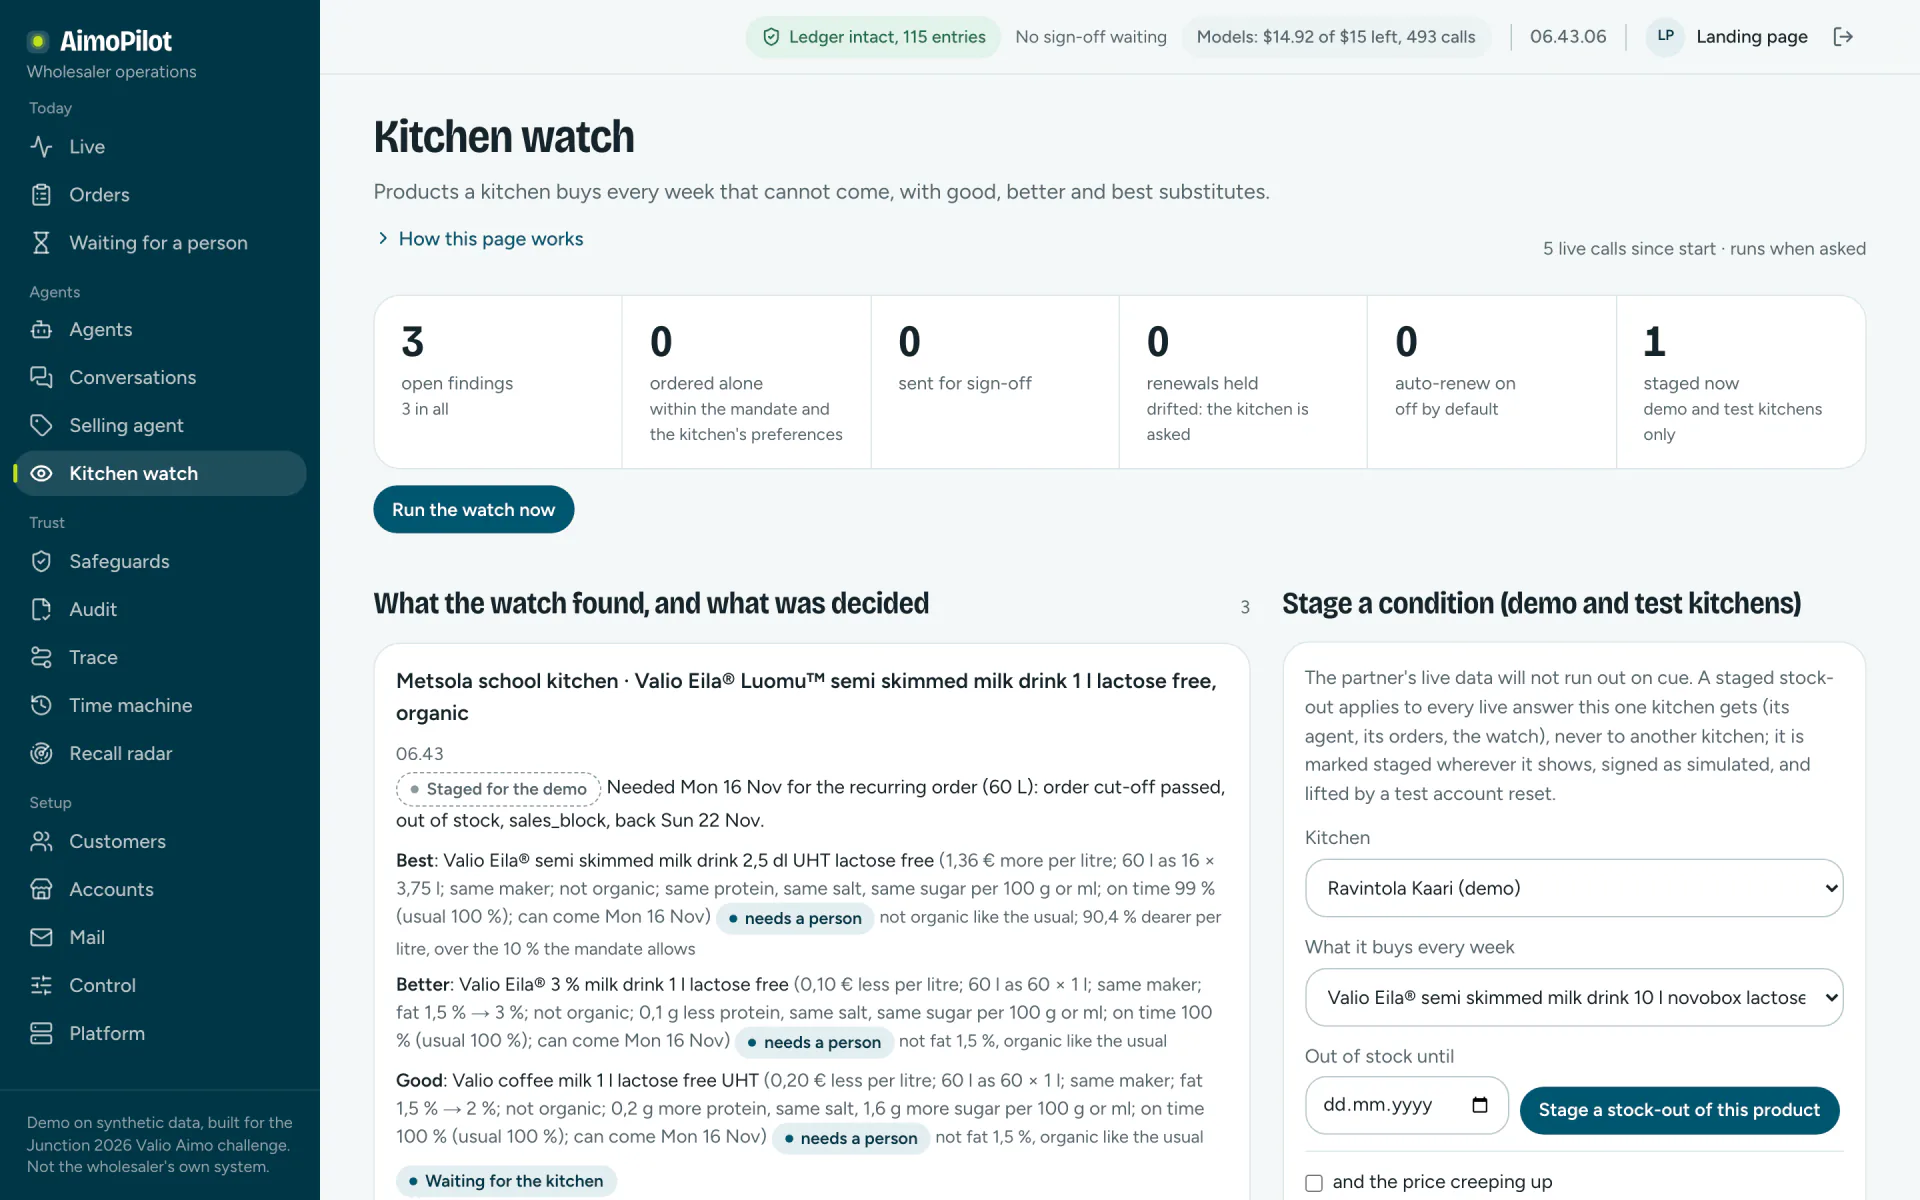 AimoPilot
Wholesaler operations
Today
Live
Orders
Waiting for a person
Agents
Agents
Conversations
Selling agent
Kitchen watch
Trust
Safeguards
Audit
Trace
Time machine
Recall radar
Setup
Customers
Accounts
Mail
Control
Platform
Demo on synthetic data, built for the
Junction 2026 Valio Aimo challenge.
Not the wholesaler's own system.
Ledger intact, 115 entries
No sign-off waiting
Models: $14.92 of $15 left, 493 calls
06.43.06
LP
Landing page
Kitchen watch
Products a kitchen buys every week that cannot come, with good, better and best substitutes.
How this page works
5 live calls since start · runs when asked
3
open findings
3 in all
0
ordered alone
within the mandate and
the kitchen's preferences
0
sent for sign-off
0
renewals held
drifted: the kitchen is
asked
0
auto-renew on
off by default
1
staged now
demo and test kitchens
only
Run the watch now
What the watch found, and what was decided
3
Metsola school kitchen · Valio Eila® Luomu™ semi skimmed milk drink 1 l lactose free,
organic
06.43
Staged for the demo Needed Mon 16 Nov for the recurring order (60 L): order cut-off passed,
out of stock, sales_block, back Sun 22 Nov.
Best: Valio Eila® semi skimmed milk drink 2,5 dl UHT lactose free (1,36 € more per litre; 60 l as 16 ×
3,75 l; same maker; not organic; same protein, same salt, same sugar per 100 g or ml; on time 99 %
(usual 100 %); can come Mon 16 Nov) needs a person not organic like the usual; 90,4 % dearer per
litre, over the 10 % the mandate allows
Better: Valio Eila® 3 % milk drink 1 l lactose free (0,10 € less per litre; 60 l as 60 × 1 l; same maker;
fat 1,5 % → 3 %; not organic; 0,1 g less protein, same salt, same sugar per 100 g or ml; on time 100
% (usual 100 %); can come Mon 16 Nov) needs a person not fat 1,5 %, organic like the usual
Good: Valio coffee milk 1 l lactose free UHT (0,20 € less per litre; 60 l as 60 × 1 l; same maker; fat
1,5 % → 2 %; not organic; 0,2 g more protein, same salt, 1,6 g more sugar per 100 g or ml; on time
100 % (usual 100 %); can come Mon 16 Nov) needs a person not fat 1,5 %, organic like the usual
Waiting for the kitchen
Stage a condition (demo and test kitchens)
The partner's live data will not run out on cue. A staged stock-
out applies to every live answer this one kitchen gets (its
agent, its orders, the watch), never to another kitchen; it is
marked staged wherever it shows, signed as simulated, and
lifted by a test account reset.
Kitchen
Ravintola Kaari (demo)
What it buys every week
Valio Eila® semi skimmed milk drink 10 l novobox lactose
Out of stock until
dd.mm.yyyy
Stage a stock-out of this product
and the price creeping up